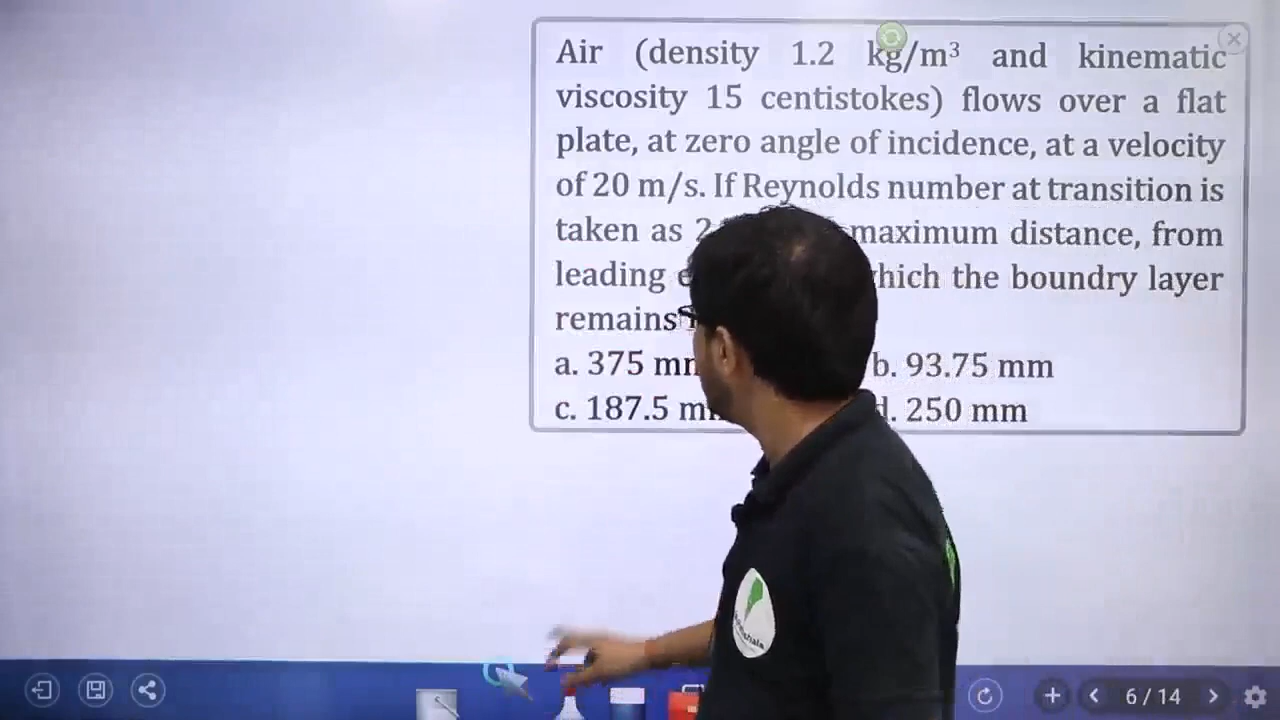 Air (density 1.2 kg/m³ and kinematic
viscosity 15 centistokes) flows over a flat
plate, at zero angle of incidence, at a velocity
of 20 m/s. If Reynolds number at transition is
taken as maximum distance, from
leading which the boundry layer
remains
a. 375 b. 93.75 mm
c. 187.5 d. 250 mm
6 / 14